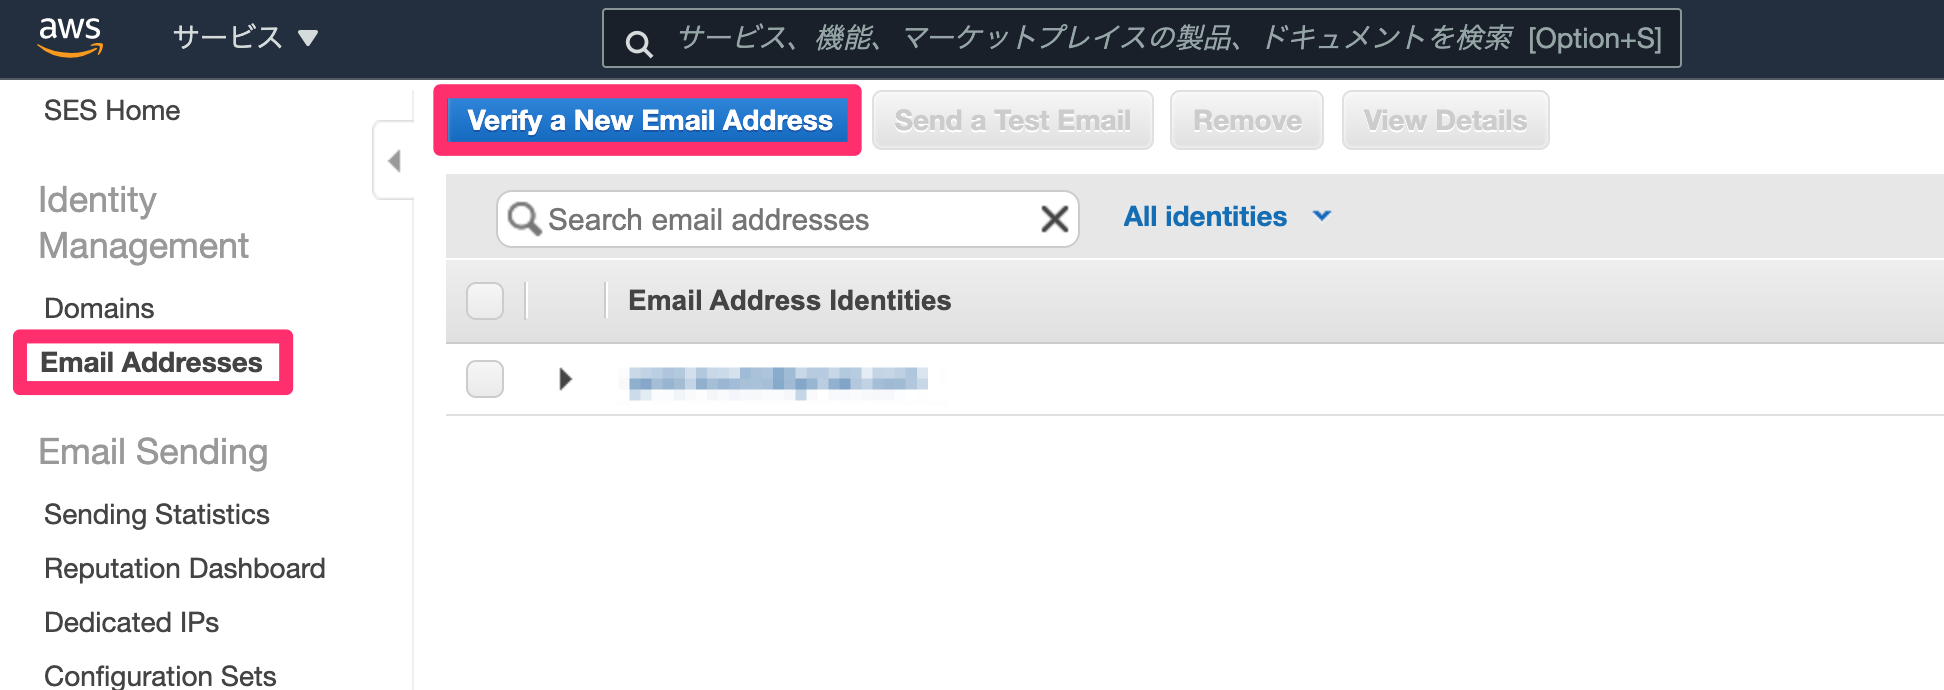 aws
サービス
サービス、機能、マーケットプレイスの製品、ドキュメントを検索 [Option+S]
SES Home
Identity
Management
Domains
Email Addresses
Email Sending
Sending Statistics
Reputation Dashboard
Dedicated IPs
Configuration Sets
Verify a New Email Address
Send a Test Email
Remove
View Details
Search email addresses
All identities
Email Address Identities